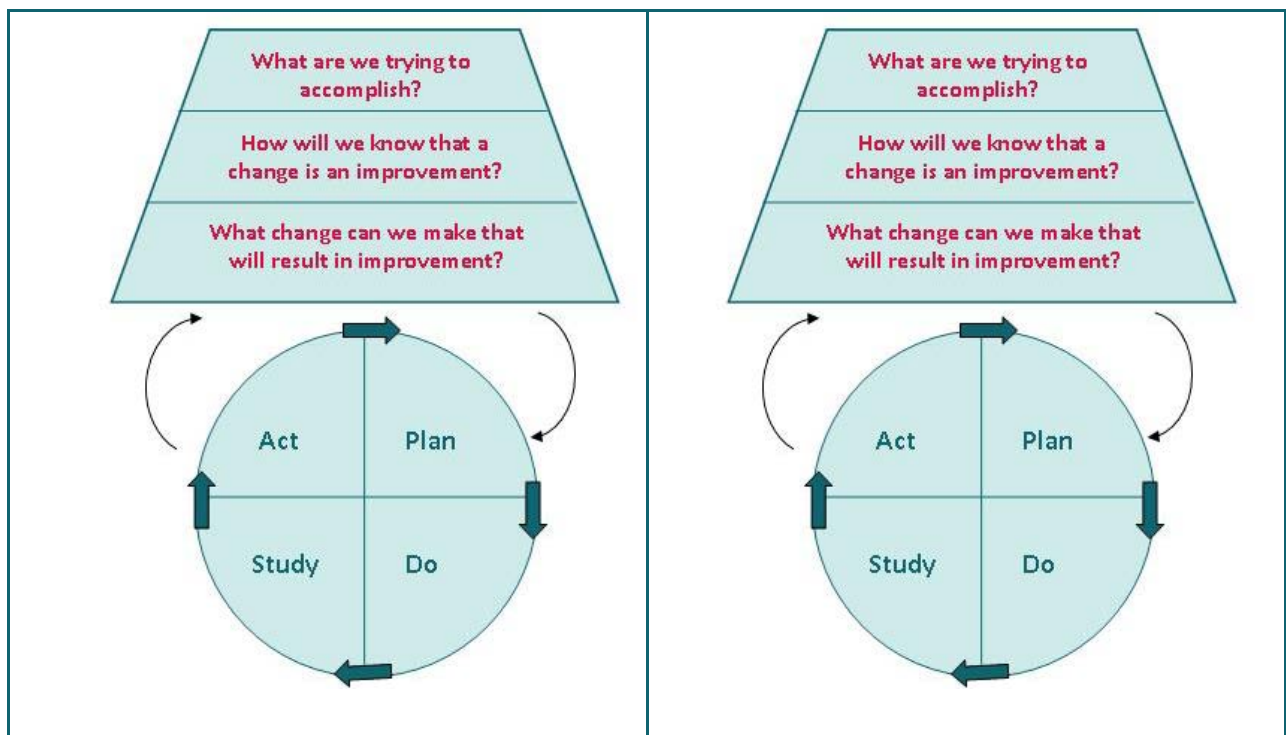 What are we trying to
accomplish?
How will we know that a
change is an improvement?
What change can we make that
will result in improvement?
Act
Plan
Study
Do
What are we trying to
accomplish?
How will we know that a
change is an improvement?
What change can we make that
will result in improvement?
Act
Plan
Study
Do